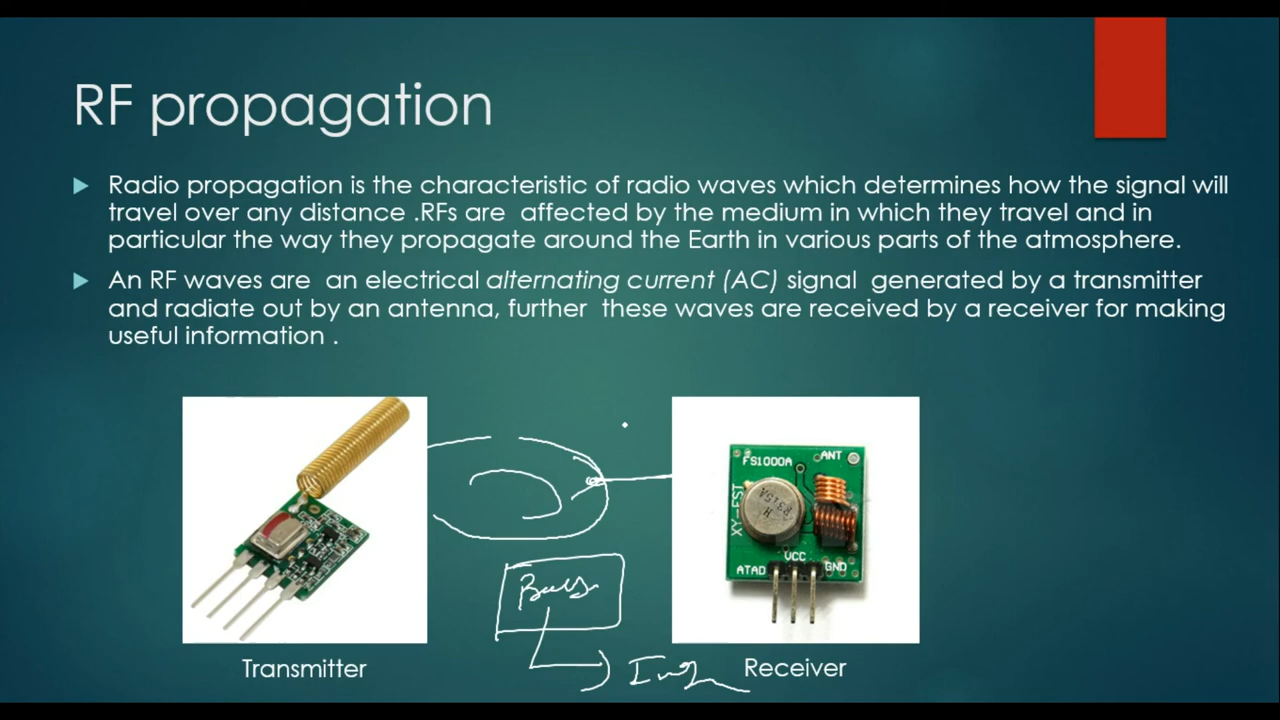 RF propagation
Radio propagation is the characteristic of radio waves which determines how the signal will
travel over any distance .RFs are affected by the medium in which they travel and in
particular the way they propagate around the Earth in various parts of the atmosphere.
An RF waves are an electrical alternating current (AC) signal generated by a transmitter
and radiate out by an antenna, further these waves are received by a receiver for making
useful information .
FS1000A
ANT
XY-FST
R315A
VCC
ATAD
GND
Transmitter
Receiver